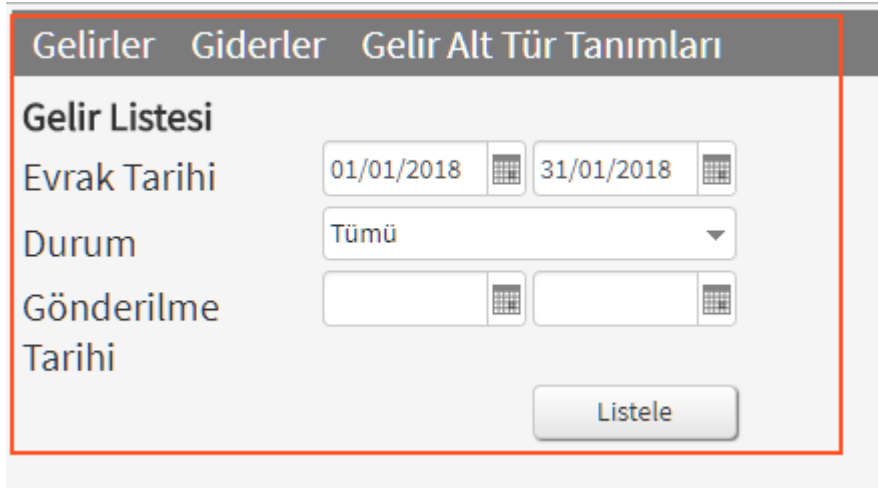 Gelirler Giderler Gelir Alt Tür Tanımları
Gelir Listesi
Evrak Tarihi 01/01/2018 31/01/2018
Durum Tümü
Gönderilme
Tarihi
Listele